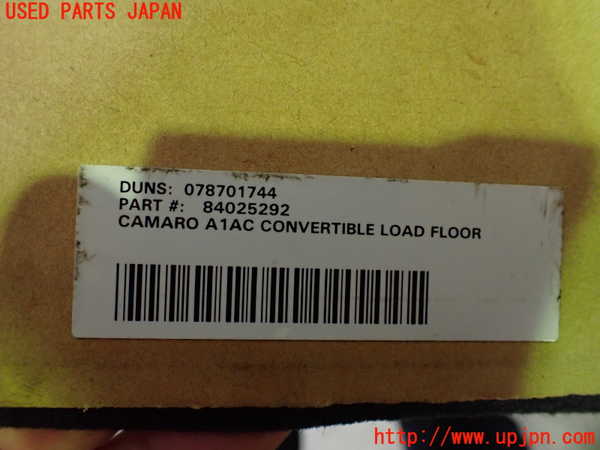 USED PARTS JAPAN
DUNS: 078701744
PART #: 84025292
CAMARO A1AC CONVERTIBLE LOAD FLOOR
http://www.upjpn.com/